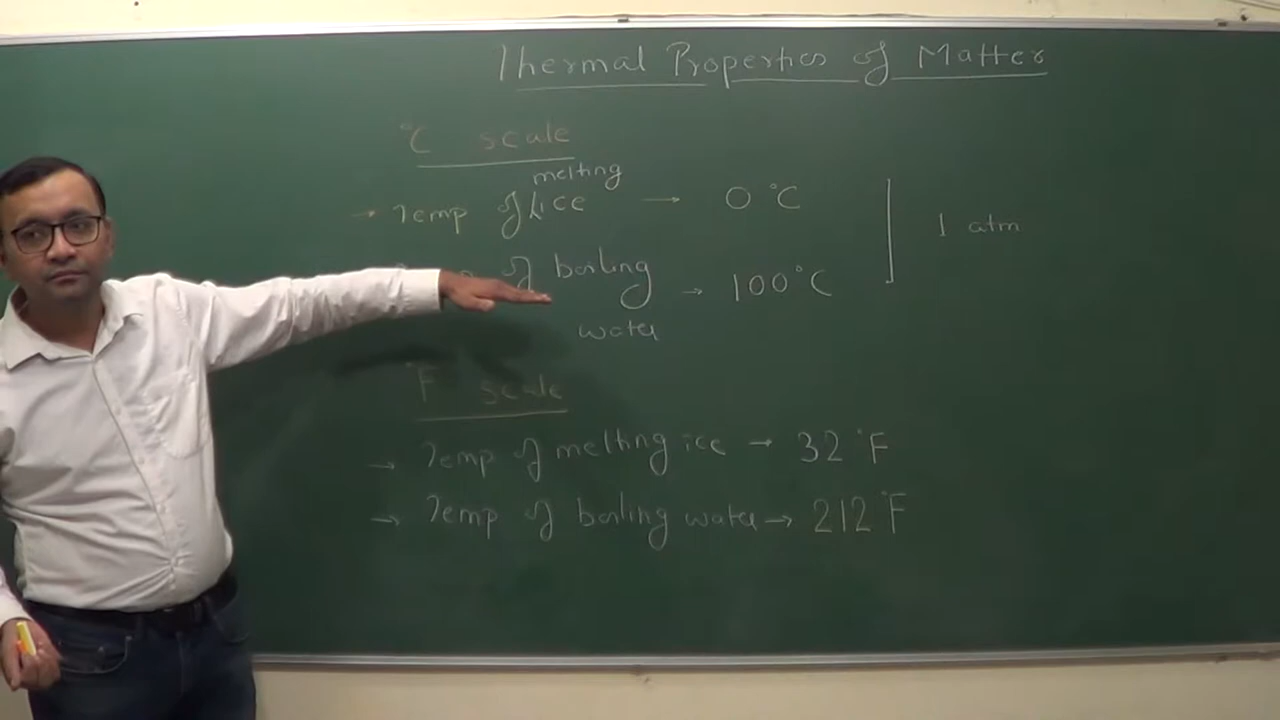 Thermal Properties of Matter
°C scale
melting
→ Temp of ice → 0 °C
1 atm
of boiling → 100°C
water
°F scale
→ Temp of melting ice → 32 °F
→ Temp of boiling water → 212 °F